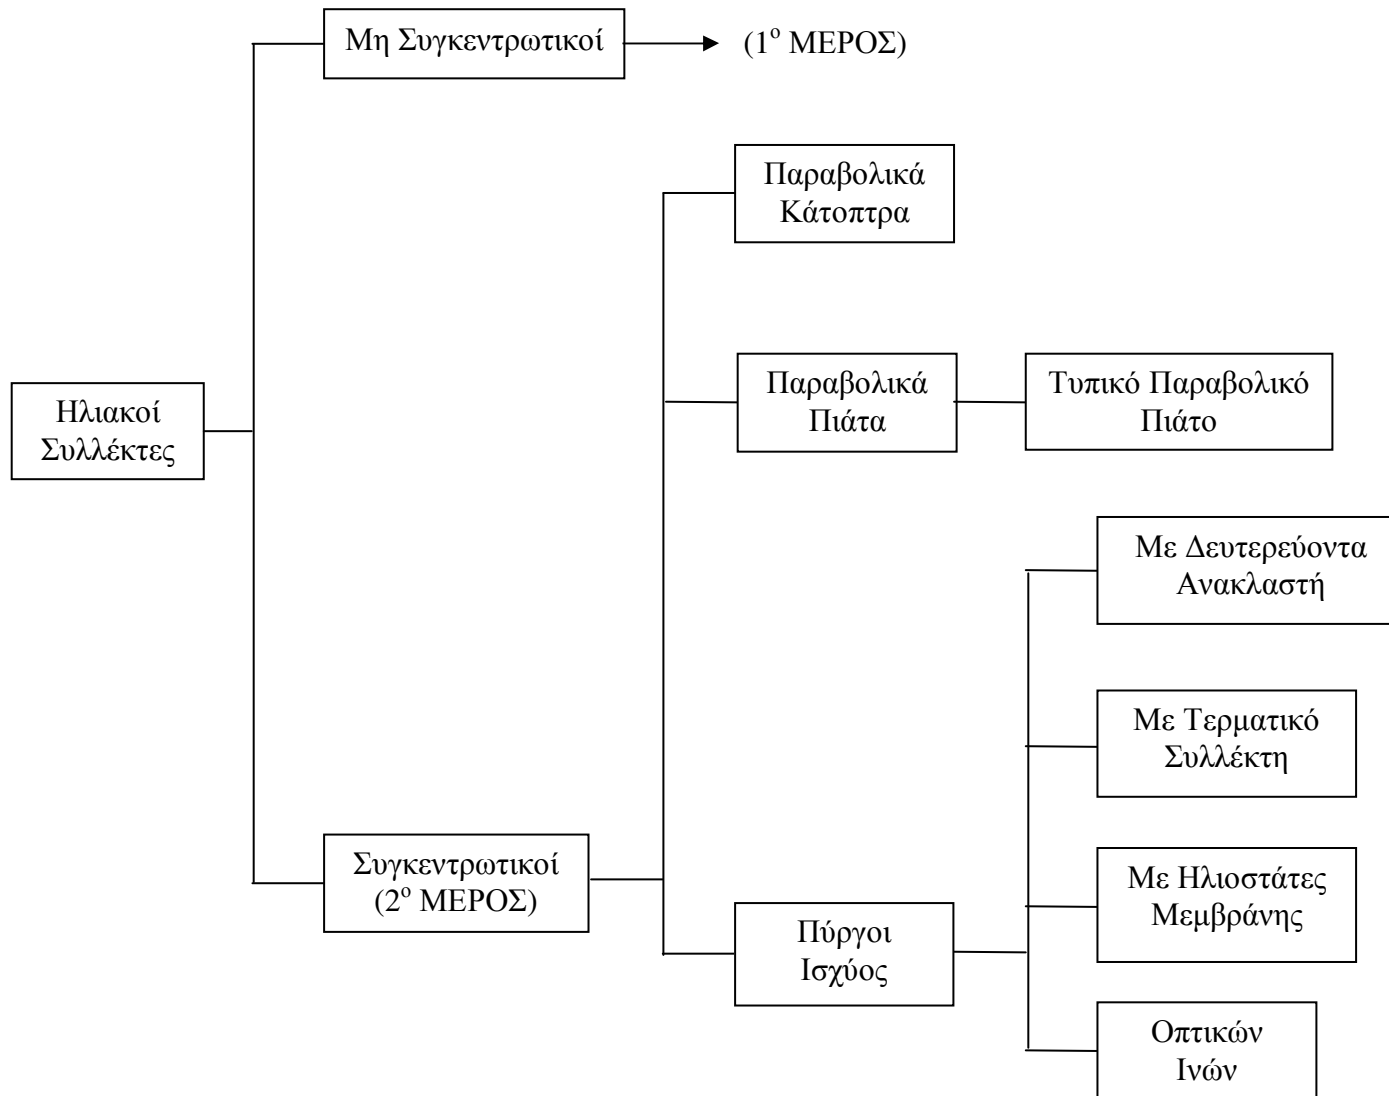 Μη Συγκεντρωτικοί
(1ο ΜΕΡΟΣ)
Παραβολικά
Κάτοπτρα
Ηλιακοί
Συλλέκτες
Παραβολικά
Πιάτα
Τυπικό Παραβολικό
Πιάτο
Με Δευτερεύοντα
Ανακλαστή
Με Τερματικό
Συλλέκτη
Συγκεντρωτικοί
(2ο ΜΕΡΟΣ)
Με Ηλιοστάτες
Μεμβράνης
Πύργοι
Ισχύος
Οπτικών
Ινών